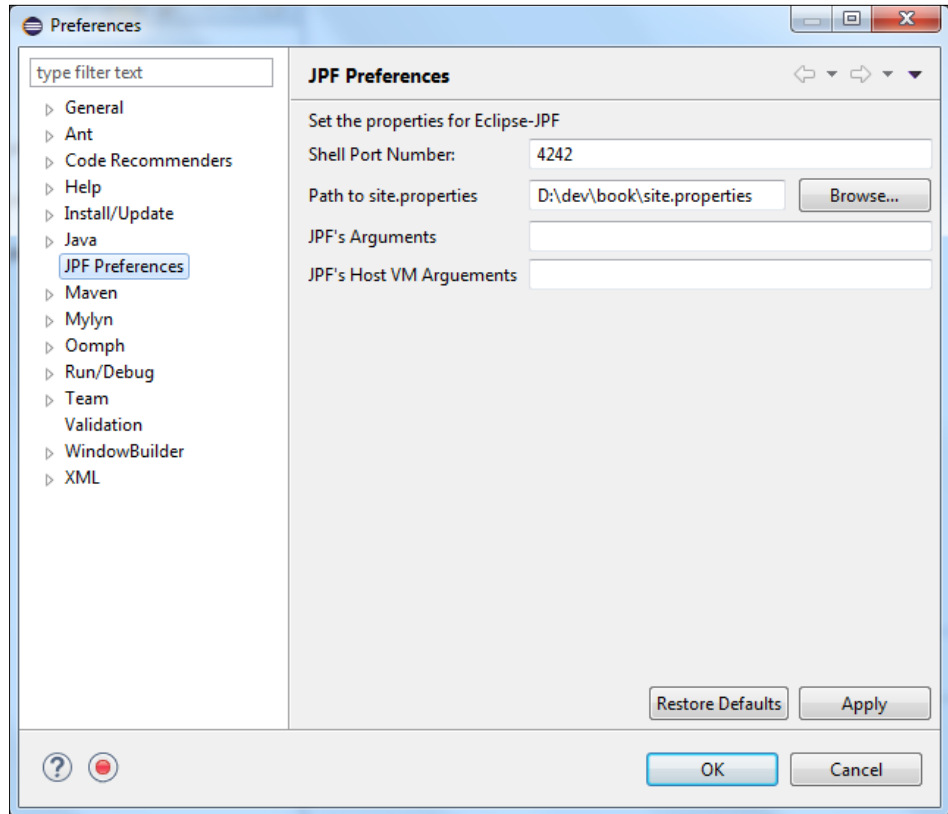 Preferences
type filter text
General
Ant
Code Recommenders
Help
Install/Update
Java
JPF Preferences
Maven
Mylyn
Oomph
Run/Debug
Team
Validation
WindowBuilder
XML
JPF Preferences
Set the properties for Eclipse-JPF
Shell Port Number: 4242
Path to site.properties D:\dev\book\site.properties Browse...
JPF's Arguments
JPF's Host VM Arguements
Restore Defaults Apply
? OK Cancel